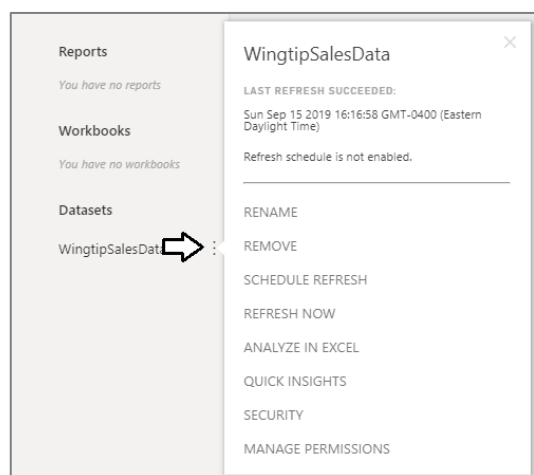 Reports
You have no reports
Workbooks
You have no workbooks
Datasets
WingtipSalesData
WingtipSalesData
LAST REFRESH SUCCEEDED:
Sun Sep 15 2019 16:16:58 GMT-0400 (Eastern
Daylight Time)
Refresh schedule is not enabled.
RENAME
REMOVE
SCHEDULE REFRESH
REFRESH NOW
ANALYZE IN EXCEL
QUICK INSIGHTS
SECURITY
MANAGE PERMISSIONS